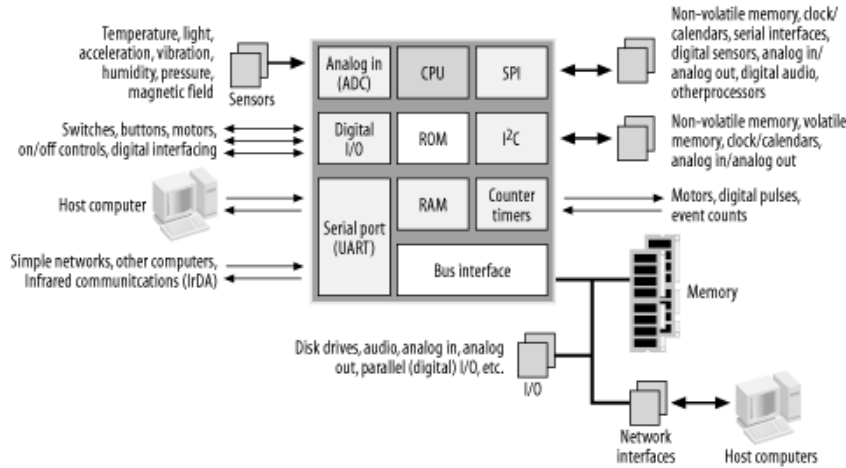 Temperature, light,
acceleration, vibration,
humidity, pressure,
magnetic field
Sensors
Analog in
(ADC)
CPU
SPI
Non-volatile memory, clock/
calendars, serial interfaces,
digital sensors, analog in/
analog out, digital audio,
otherprocessors
Switches, buttons, motors,
on/off controls, digital interfacing
Digital
I/O
ROM
I²C
Non-volatile memory, volatile
memory, clock/calendars,
analog in/analog out
Host computer
Serial port
(UART)
RAM
Counter
timers
Motors, digital pulses,
event counts
Simple networks, other computers,
Infrared communitcations (IrDA)
Bus interface
Memory
Disk drives, audio, analog in, analog
out, parallel (digital) I/O, etc.
I/O
Network
interfaces
Host computers